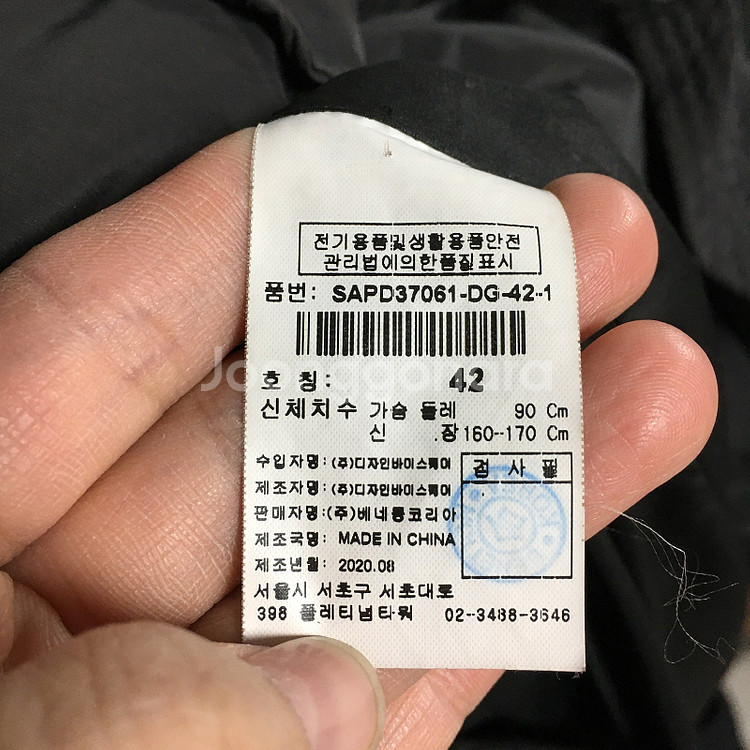 전기용품및생활용품안전
관리법에의한품질표시
품번: SAPD37061-DG-42-1
호 칭: 42
신체치수 가슴 둘레 90 Cm
신 장 160--170 Cm
수입자명: (주)디자인바이스퀘어
제조자명: (주)디자인바이스퀘어
판매자명: (주)베네통코리아
제조국명: MADE IN CHINA
제조년월: 2020.08
검 사 필
서울시 서초구 서초대로
398 플레티넘타워 02-3488-3646
Joonggonara